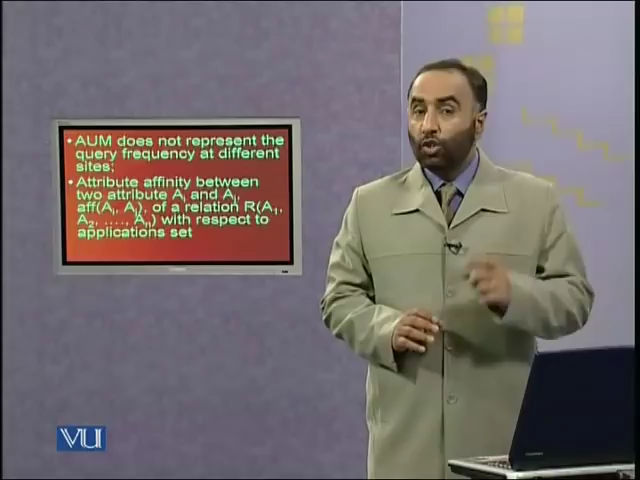 • AUM does not represent the
query frequency at different
sites;
• Attribute affinity between
two attribute Ai and Aj,
aff(Ai, Aj), of a relation R(A1,
A2, …., An) with respect to
applications set
VU